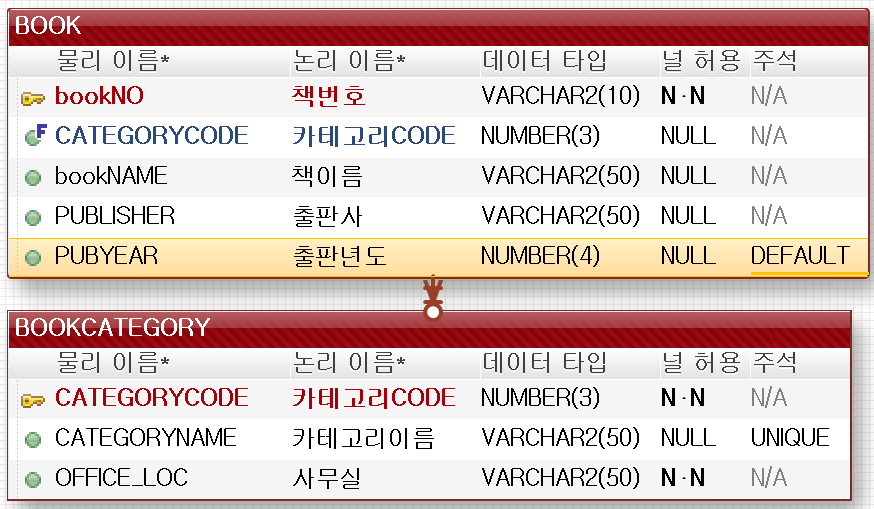 BOOK
물리 이름* 논리 이름* 데이터 타입 널 허용 주석
bookNO 책번호 VARCHAR2(10) N·N N/A
F CATEGORYCODE 카테고리CODE NUMBER(3) NULL N/A
bookNAME 책이름 VARCHAR2(50) NULL N/A
PUBLISHER 출판사 VARCHAR2(50) NULL N/A
PUBYEAR 출판년도 NUMBER(4) NULL DEFAULT
BOOKCATEGORY
물리 이름* 논리 이름* 데이터 타입 널 허용 주석
CATEGORYCODE 카테고리CODE NUMBER(3) N·N N/A
CATEGORYNAME 카테고리이름 VARCHAR2(50) NULL UNIQUE
OFFICE_LOC 사무실 VARCHAR2(50) N·N N/A